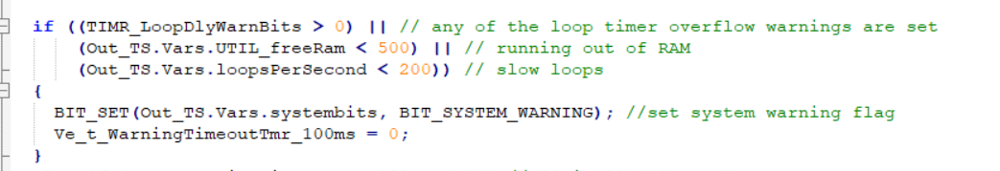 if ((TIMR_LoopDlyWarnBits > 0) || // any of the loop timer overflow warnings are set
(Out_TS.Vars.UTIL_freeRam < 500) || // running out of RAM
(Out_TS.Vars.loopsPerSecond < 200)) // slow loops
{
BIT_SET(Out_TS.Vars.systembits, BIT_SYSTEM_WARNING); //set system warning flag
Ve_t_WarningTimeoutTmr_100ms = 0;
}